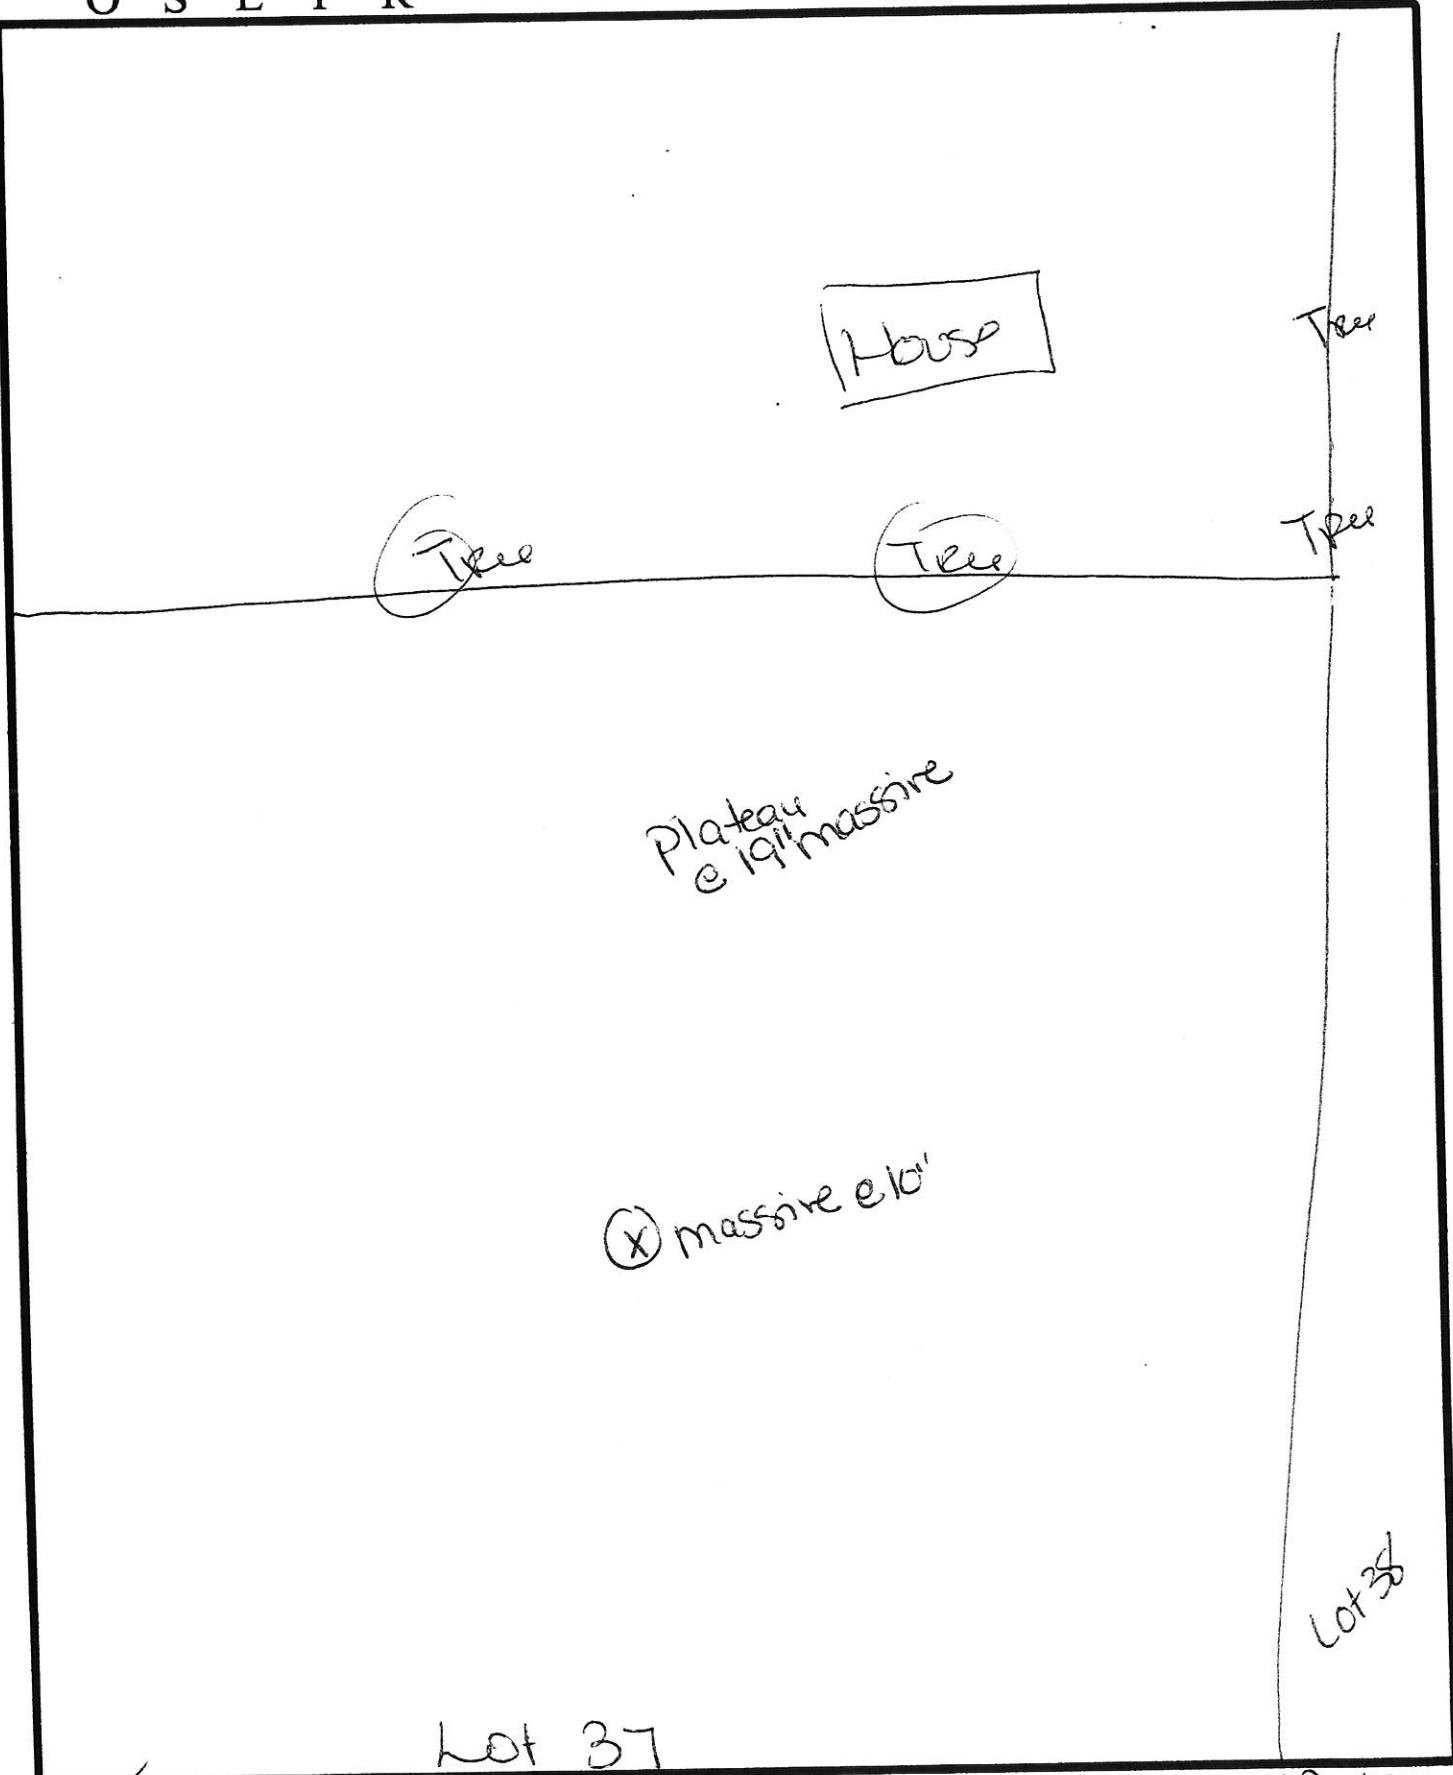 House
Tree
Tree
Tree
Tree
Plateau
@ 19" massive
X massive @ 10"
Lot 38
Lot 37